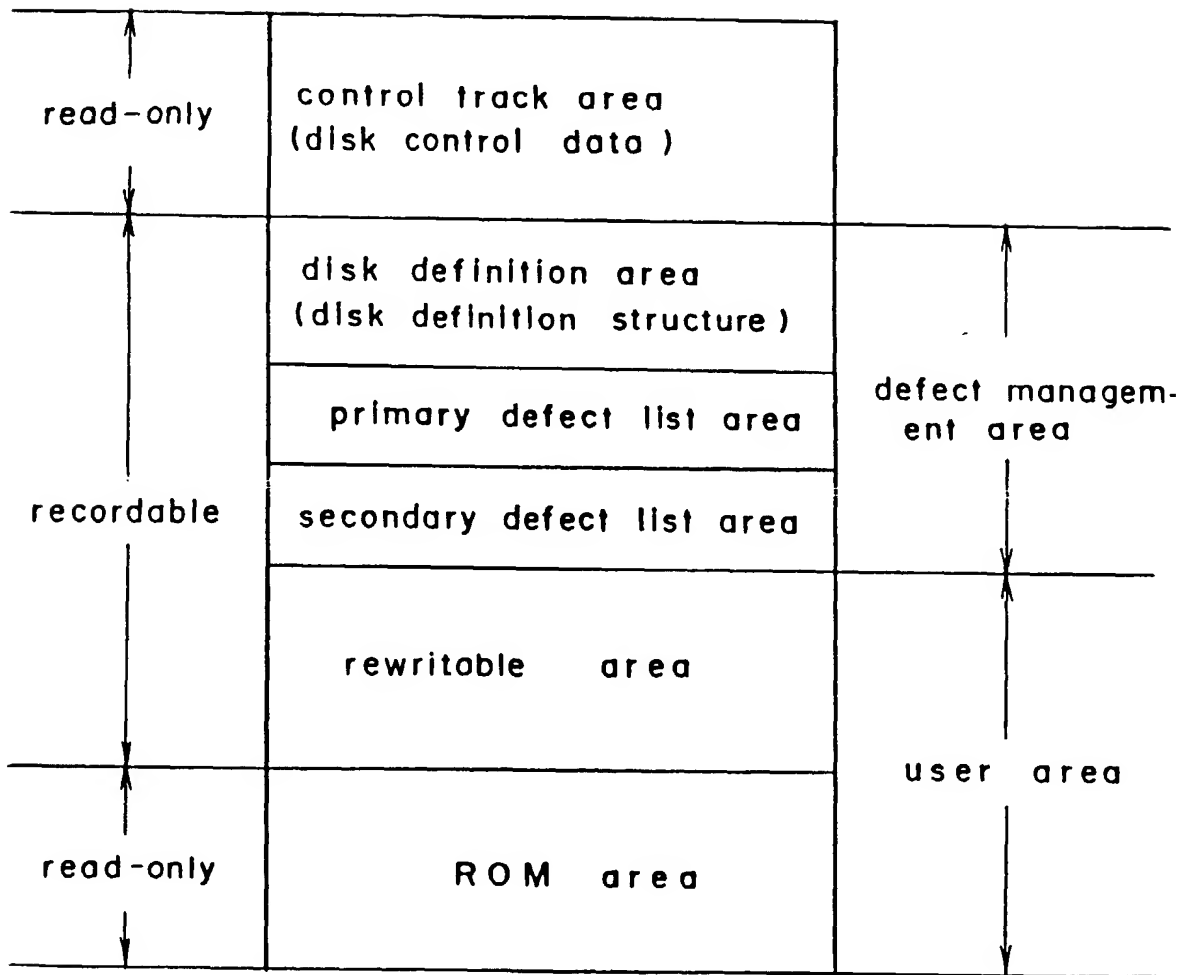 read-only
control track area
(disk control data)
disk definition area
(disk definition structure)
primary defect list area
defect managem-
ent area
recordable
secondary defect list area
rewritable area
user area
read-only
ROM area